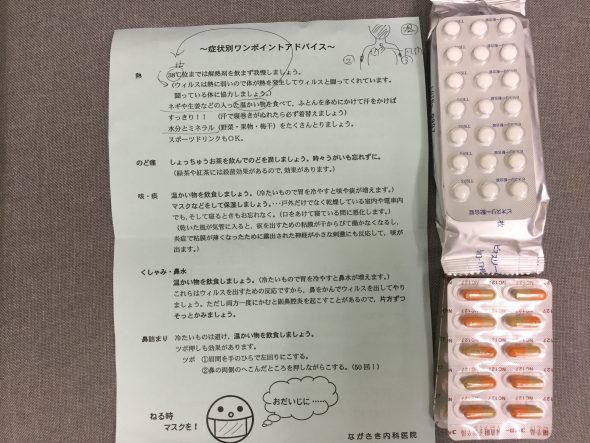 ～症状別ワンポイントアドバイス～
熱 38℃位までは解熱剤を飲まず我慢しましょう。
（ウィルスは熱に弱いので体が熱を発生してウィルスと闘ってくれています。
闘っている体に協力しましょう。）
ネギや生姜などの入った温かい物を食べて、ふとんを多めにかけて汗をかけば
すっきり！！ （汗で寝巻きがぬれたら必ず着替えましょう）
水分とミネラル（野菜・果物・梅干）をたくさんとりましょう。
スポーツドリンクもＯＫ。
のど痛 しょっちゅうお茶を飲んでのどを潤しましょう。時々うがいも忘れずに。
（緑茶や紅茶には殺菌効果があるので、効果があります。）
咳・痰 温かい物を飲食しましょう。（冷たいもので胃を冷やすと咳や痰が増えます。）
マスクなどをして保湿しましょう。･･･戸外だけでなく乾燥している室内や電車内
でも、そして寝るときもお忘れなく。（口をあけて寝ている間に悪化します。）
（乾いた風が気管に入ると、痰を出すための粘膜が干からびて働かなくなるし、
炎症で粘膜が薄くなったために露出された神経が小さな刺激にも反応して、咳が
出ます。）
くしゃみ・鼻水
温かい物を飲食しましょう。（冷たいもので胃を冷やすと鼻水が増えます。）
これらはウィルスを出すための反応ですから、鼻をかんでウィルスを出してやり
ましょう。ただし両方一度にかむと副鼻腔炎を起こすことがあるので、片方ずつ
そっとかみましょう。
鼻詰まり 冷たいものは避け、温かい物を飲食しましょう。
ツボ押しも効果があります。
ツボ ①眉間を手のひらで左回りにこする。
②鼻の両側のへこんだところを押しながらこする。（50回！）
おだいじに……
ねる時
マスクを！
ながさき内科医院
ビオスリー配合錠
NC127